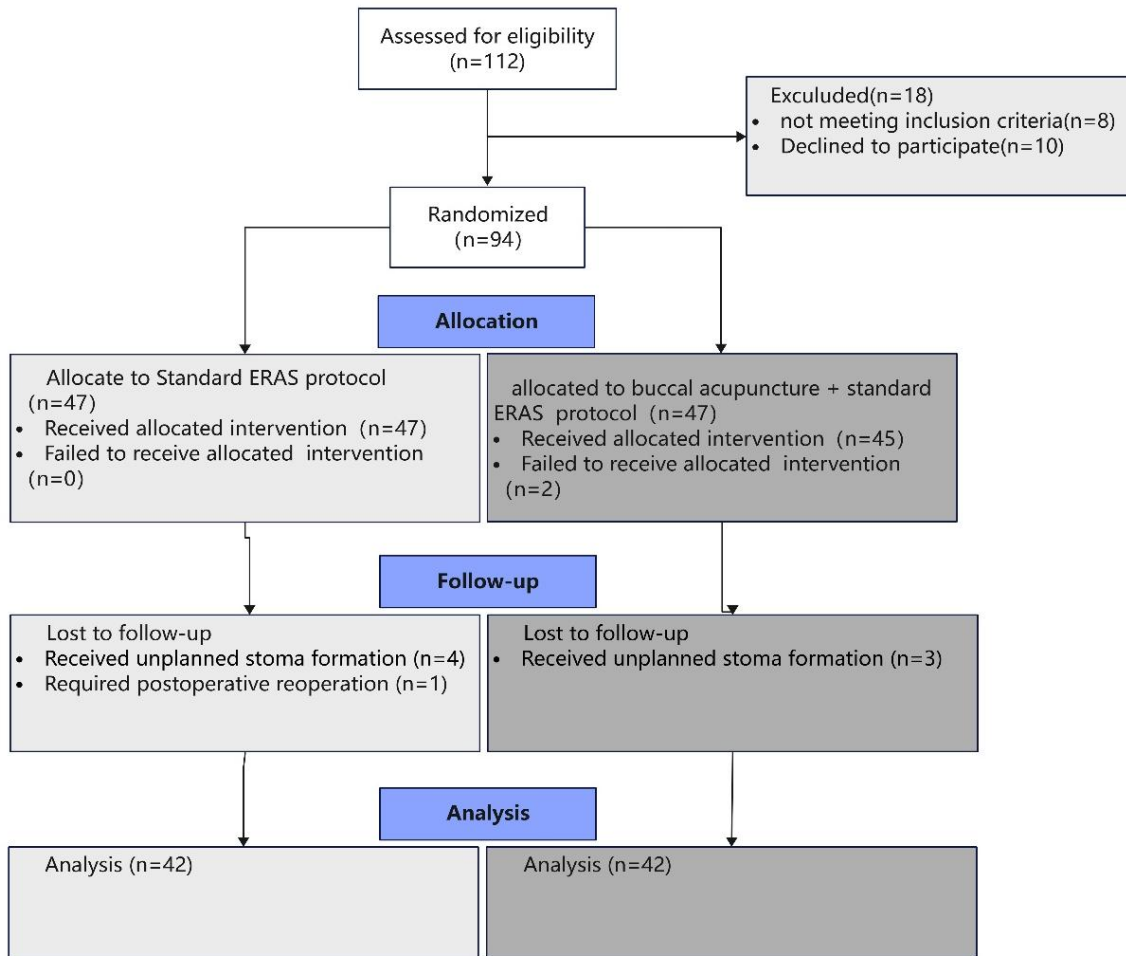 Assessed for eligibility
(n=112)
Exculuded(n=18)
• not meeting inclusion criteria(n=8)
• Declined to participate(n=10)
Randomized
(n=94)
Allocation
Allocate to Standard ERAS protocol
(n=47)
• Received allocated intervention (n=47)
• Failed to receive allocated intervention
(n=0)
allocated to buccal acupuncture + standard
ERAS protocol (n=47)
• Received allocated intervention (n=45)
• Failed to receive allocated intervention
(n=2)
Follow-up
Lost to follow-up
• Received unplanned stoma formation (n=4)
• Required postoperative reoperation (n=1)
Lost to follow-up
• Received unplanned stoma formation (n=3)
Analysis
Analysis (n=42)
Analysis (n=42)